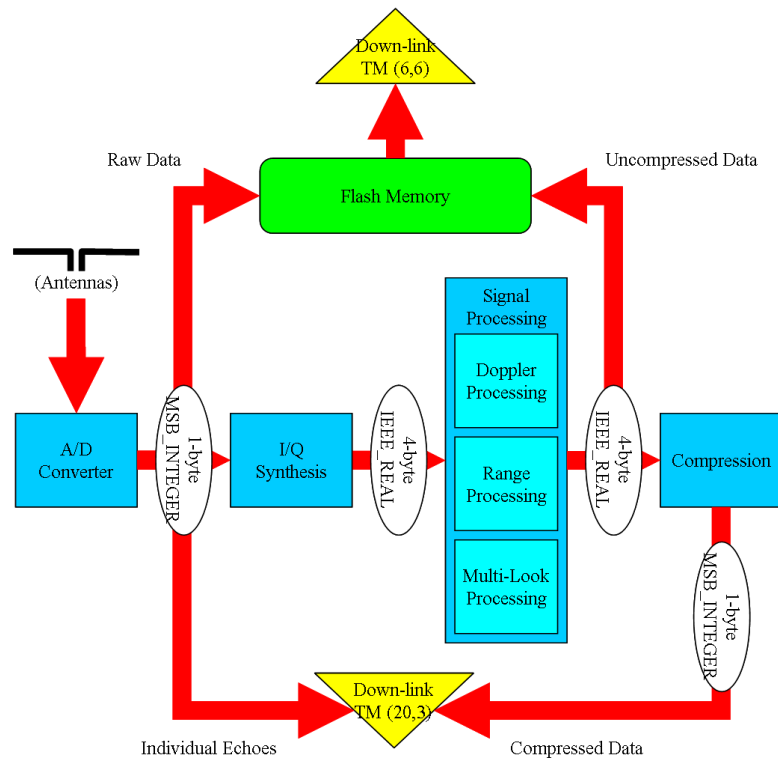 Down-link
TM (6,6)
Raw Data
Uncompressed Data
Flash Memory
(Antennas)
Signal
Processing
Doppler
Processing
A/D
Converter
1-byte
MSB_INTEGER
I/Q
Synthesis
4-byte
IEEE_REAL
Range
Processing
4-byte
IEEE_REAL
Compression
Multi-Look
Processing
1-byte
MSB_INTEGER
Down-link
TM (20,3)
Individual Echoes
Compressed Data